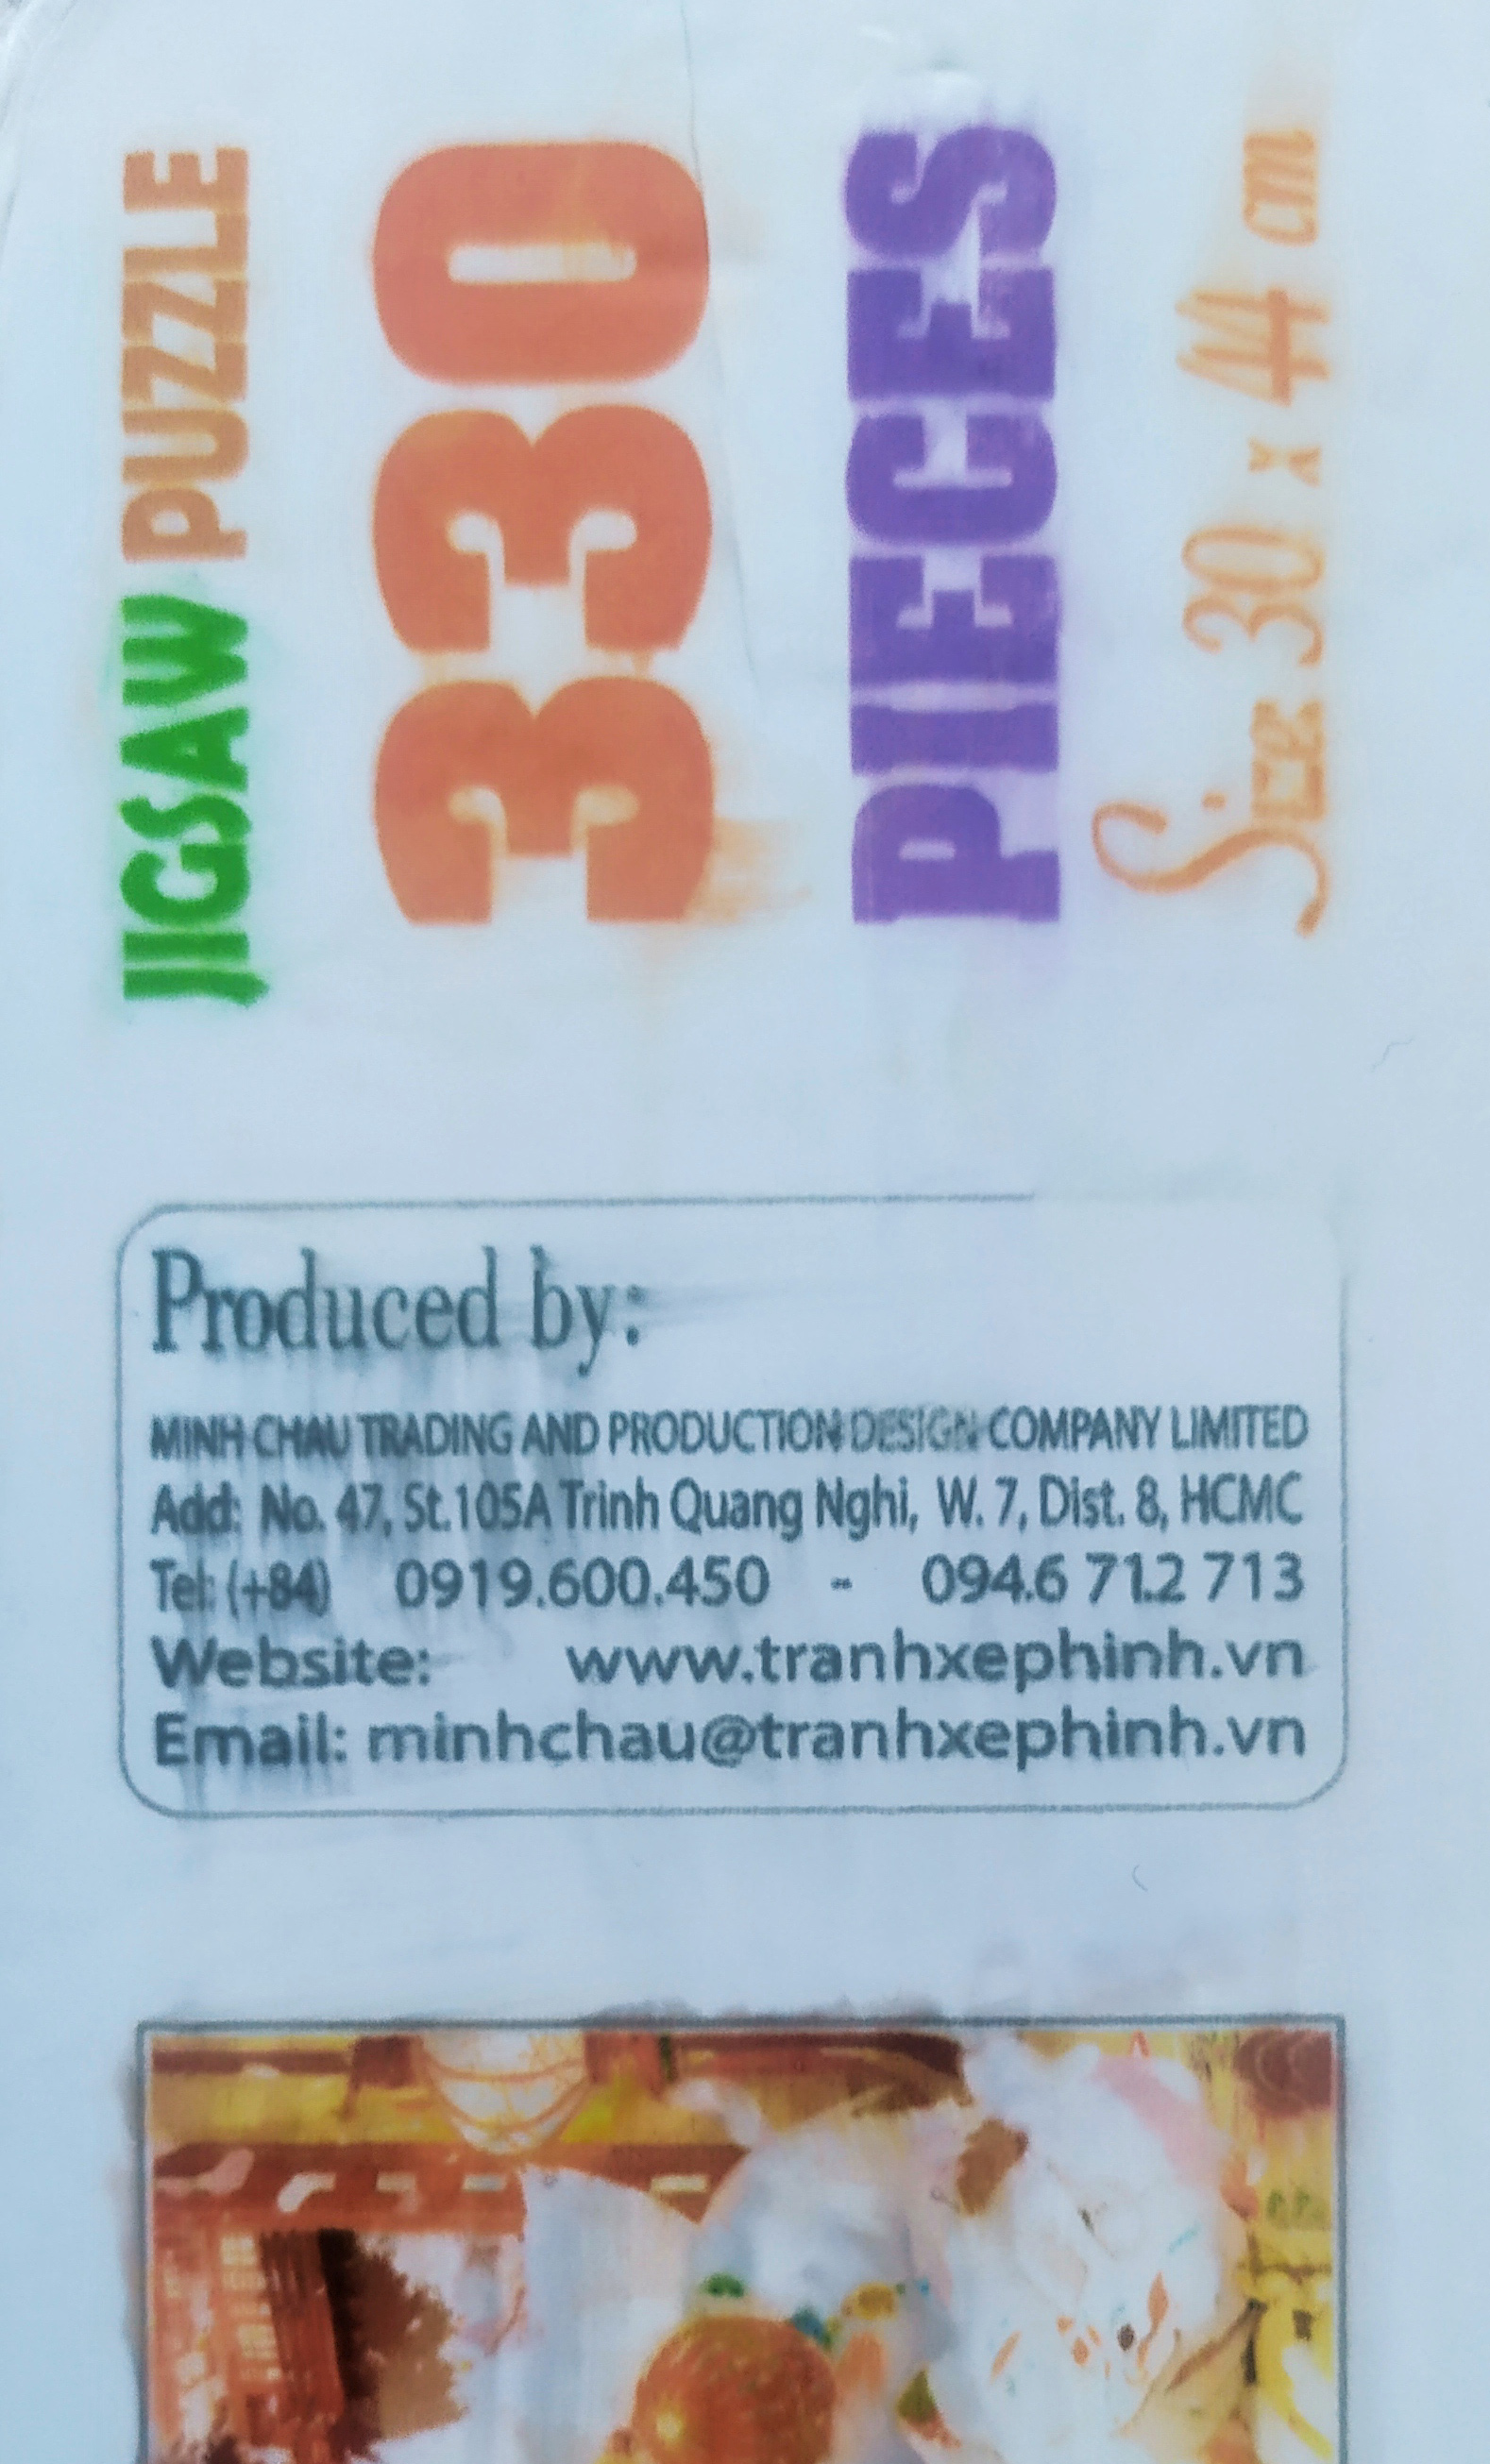 JIGSAW PUZZLE
330
PIECES
Size: 30 x 44 cm
Produced by:
MINH CHAU TRADING AND PRODUCTION DESIGN COMPANY LIMITED
Add: No. 47, St.105A Trinh Quang Nghi, W. 7, Dist. 8, HCMC
Tel: (+84) 0919.600.450 - 094.6 71.2 713
Website: www.tranhxephinh.vn
Email: minhchau@tranhxephinh.vn